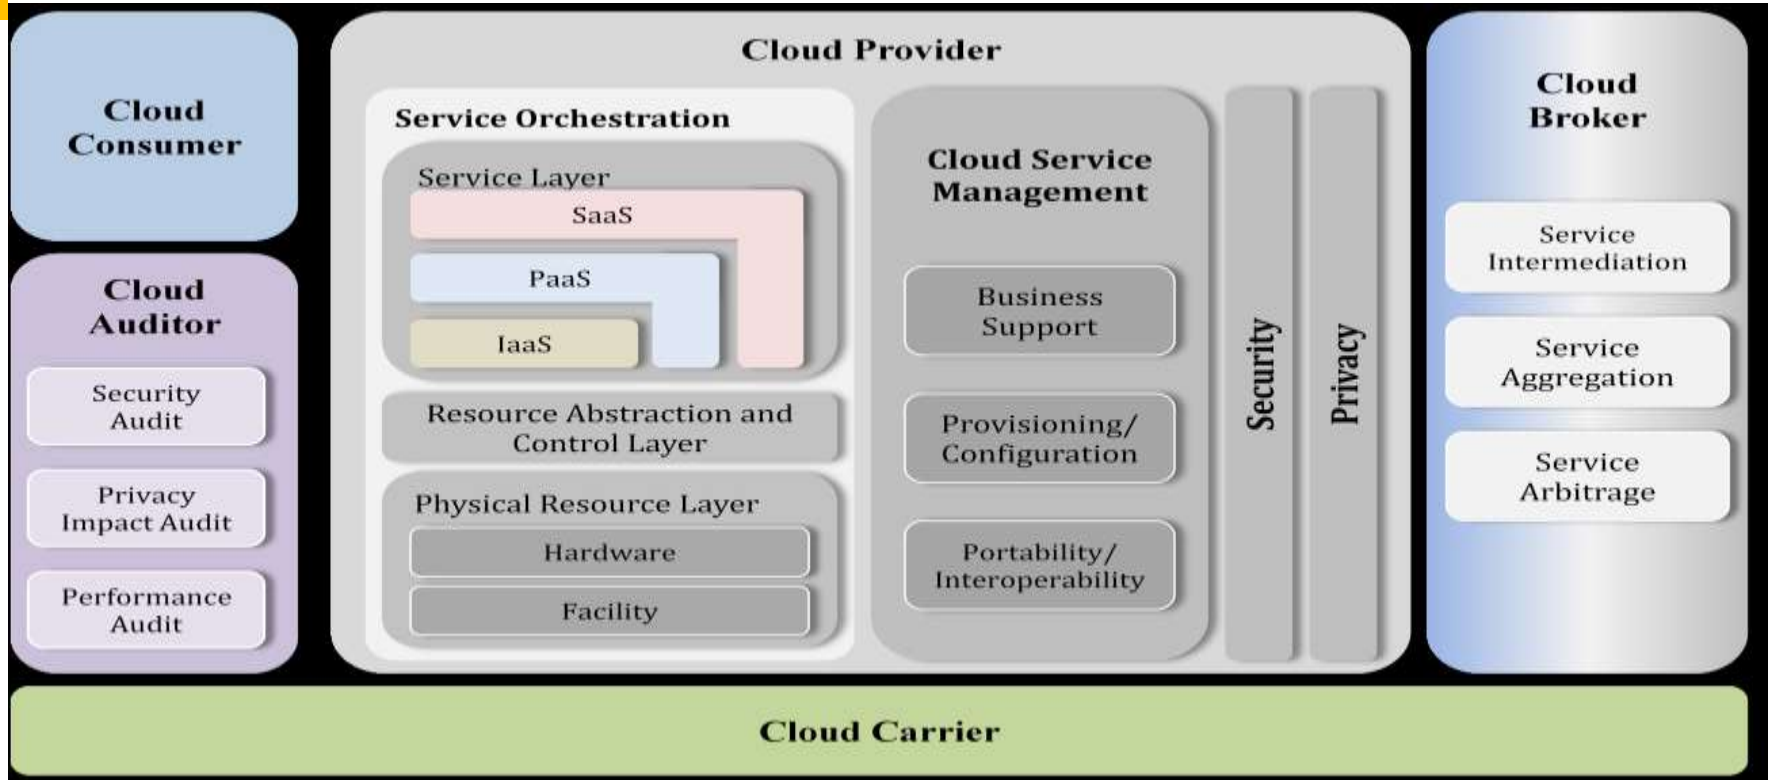 Cloud
Consumer
Cloud
Auditor
Security
Audit
Privacy
Impact Audit
Performance
Audit
Cloud Provider
Service Orchestration
Service Layer
SaaS
PaaS
IaaS
Resource Abstraction and
Control Layer
Physical Resource Layer
Hardware
Facility
Cloud Service
Management
Business
Support
Provisioning/
Configuration
Portability/
Interoperability
Security
Privacy
Cloud
Broker
Service
Intermediation
Service
Aggregation
Service
Arbitrage
Cloud Carrier